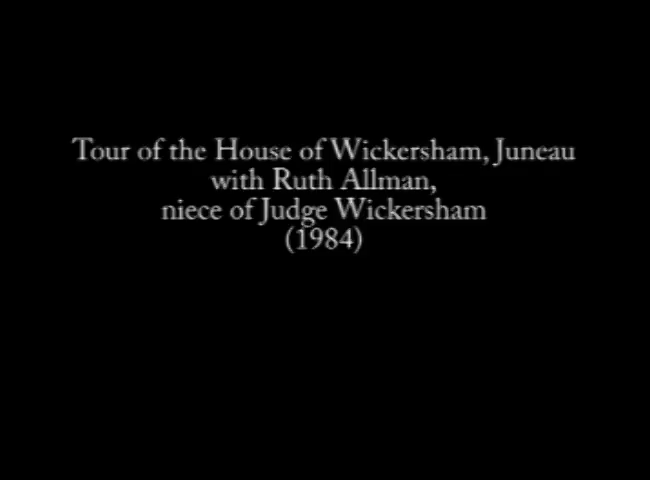 Tour of the House of Wickersham, Juneau
with Ruth Allman,
niece of Judge Wickersham
(1984)